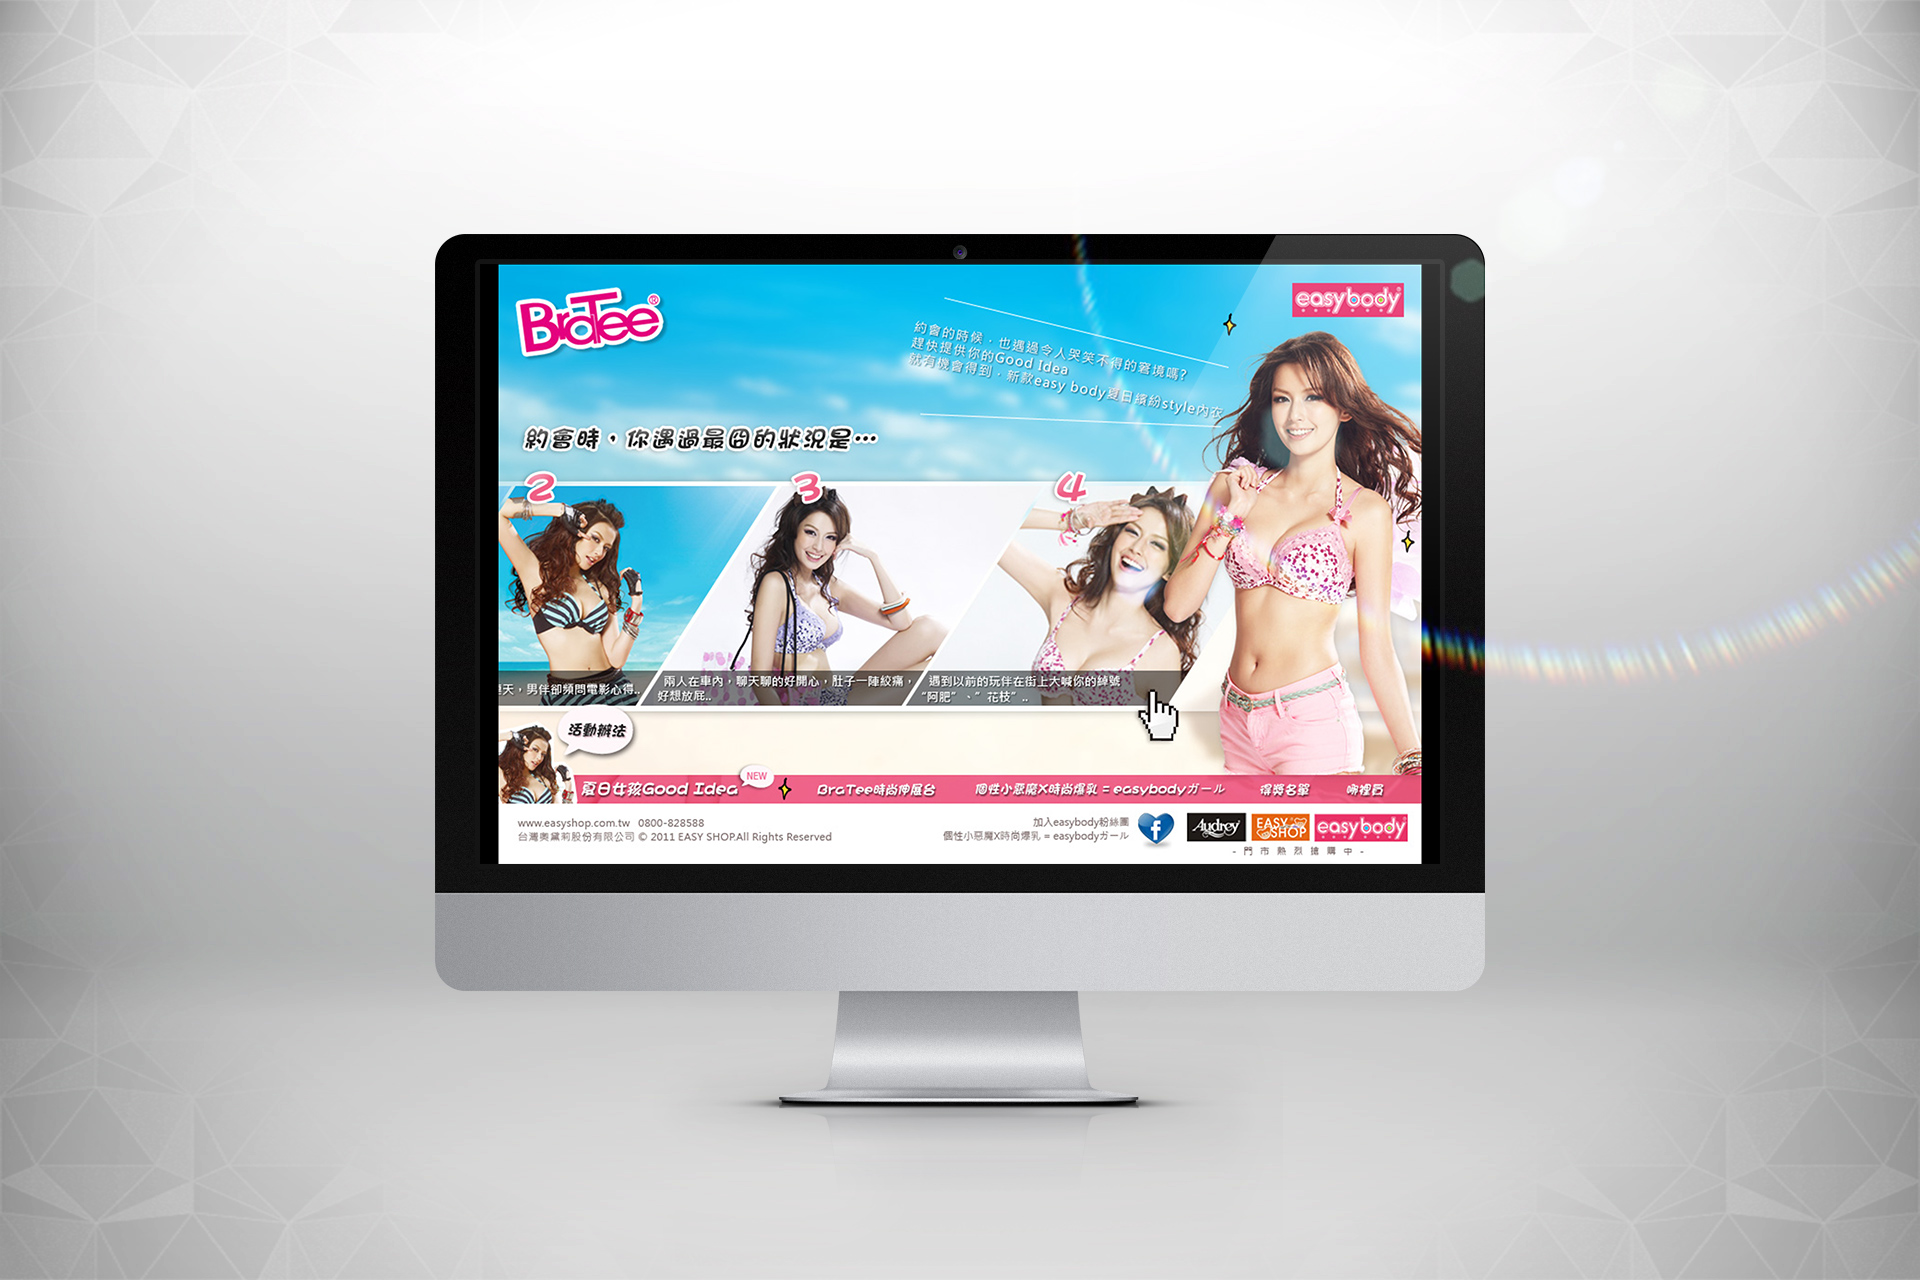 BraTee®
easybody®
約會的時候，也遇過令人哭笑不得的窘境嗎?
趕快提供你的Good Idea
就有機會得到，新款easy body夏日繽紛style內衣
約會時，你遇過最囧的狀況是…
2
3
4
天，男伴卻頻問電影心得..
兩人在車內，聊天聊的好開心，肚子一陣絞痛，
好想放屁..
遇到以前的玩伴在街上大喊你的綽號
“阿肥”、”花枝”..
活動辦法
NEW
夏日女孩Good Idea
BraTee時尚伸展台
個性小惡魔X時尚爆乳 = easybodyガール
得獎名單
哪裡買
www.easyshop.com.tw 0800-828588
台灣奧黛莉股份有限公司 © 2011 EASY SHOP.All Rights Reserved
加入easybody粉絲團
個性小惡魔X時尚爆乳 = easybodyガール
f
Audrey
EASY SHOP
easybody
- 門 市 熱 烈 搶 購 中 -